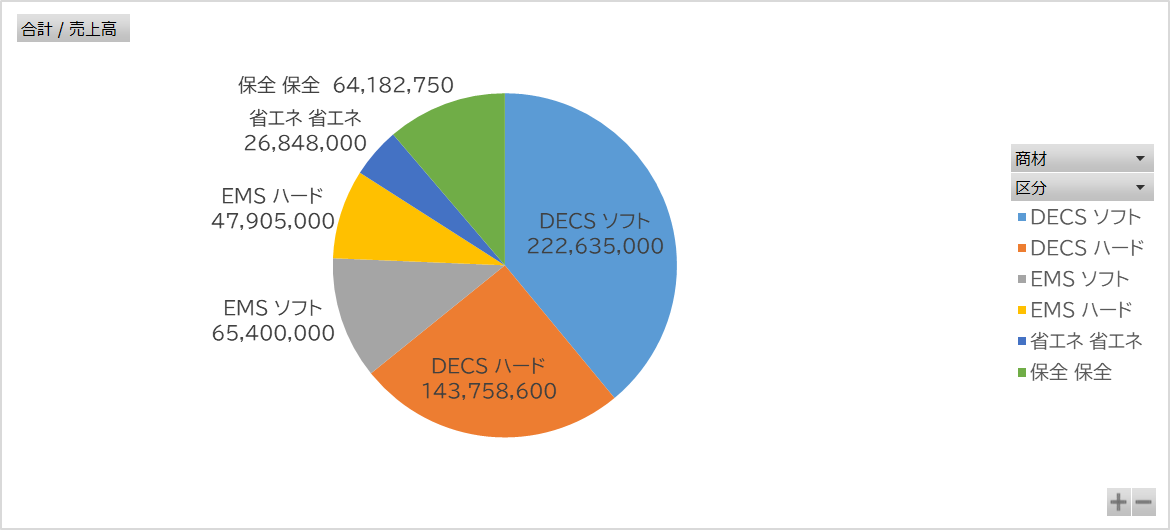 合計 / 売上高
保全 保全 64,182,750
省エネ 省エネ
26,848,000
EMS ハード
47,905,000
EMS ソフト
65,400,000
DECS ソフト
222,635,000
DECS ハード
143,758,600
商材
区分
DECS ソフト
DECS ハード
EMS ソフト
EMS ハード
省エネ 省エネ
保全 保全